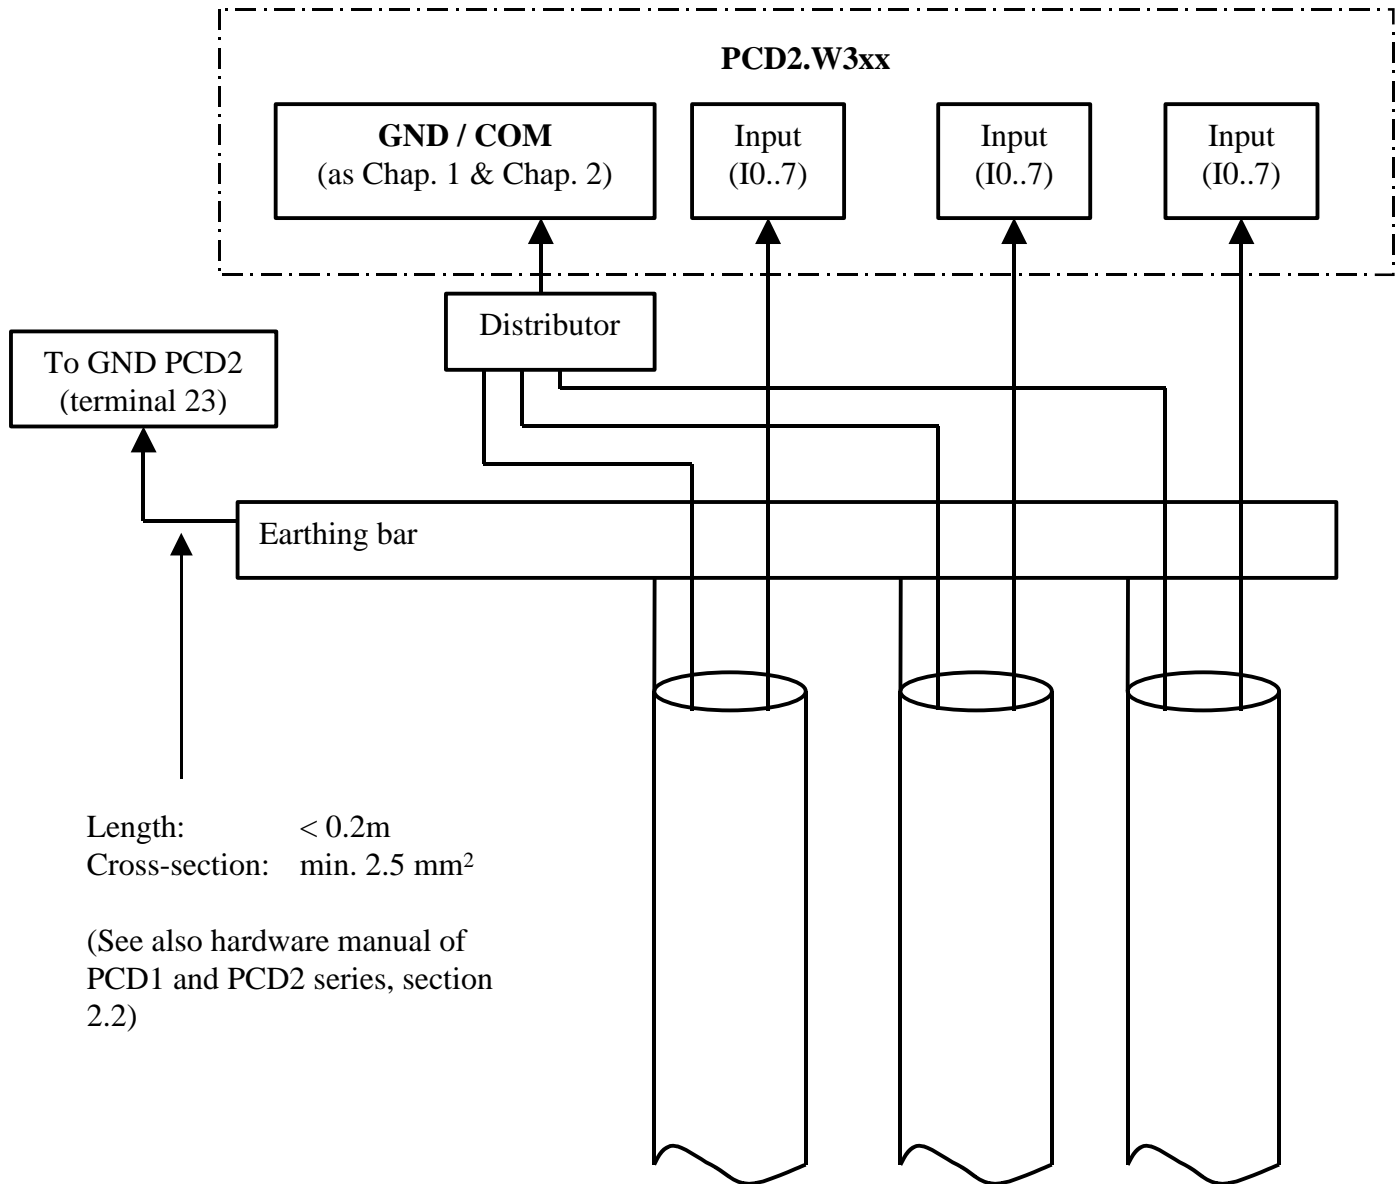 PCD2.W3xx
GND / COM
(as Chap. 1 & Chap. 2)
Input
(I0..7)
Input
(I0..7)
Input
(I0..7)
Distributor
To GND PCD2
(terminal 23)
Earthing bar
Length: < 0.2m
Cross-section: min. 2.5 mm²
(See also hardware manual of
PCD1 and PCD2 series, section
2.2)